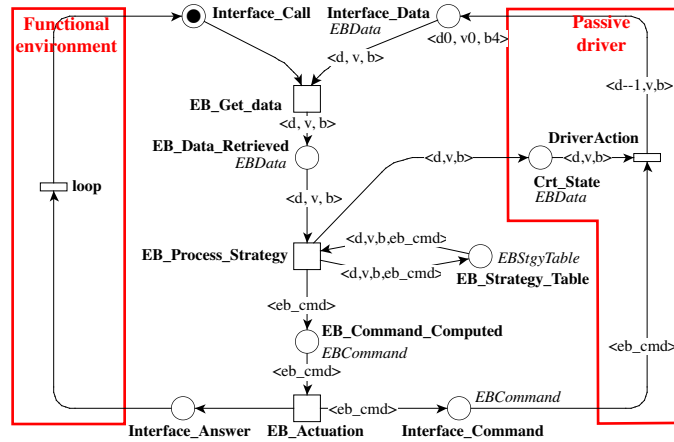 Functional
environment
Interface_Call
Interface_Data
EBData
<d0, v0, b4>
Passive
driver
<d, v, b>
<d--1,v,b>
EB_Get_data
<d, v, b>
EB_Data_Retrieved
EBData
<d,v,b>
DriverAction
<d,v,b>
Crt_State
EBData
loop
<d, v, b>
<d,v,b,eb_cmd>
EB_Process_Strategy
EBStgyTable
<d,v,b,eb_cmd>
EB_Strategy_Table
<eb_cmd>
EB_Command_Computed
EBCommand
<eb_cmd>
<eb_cmd>
EBCommand
<eb_cmd>
Interface_Answer
EB_Actuation
Interface_Command